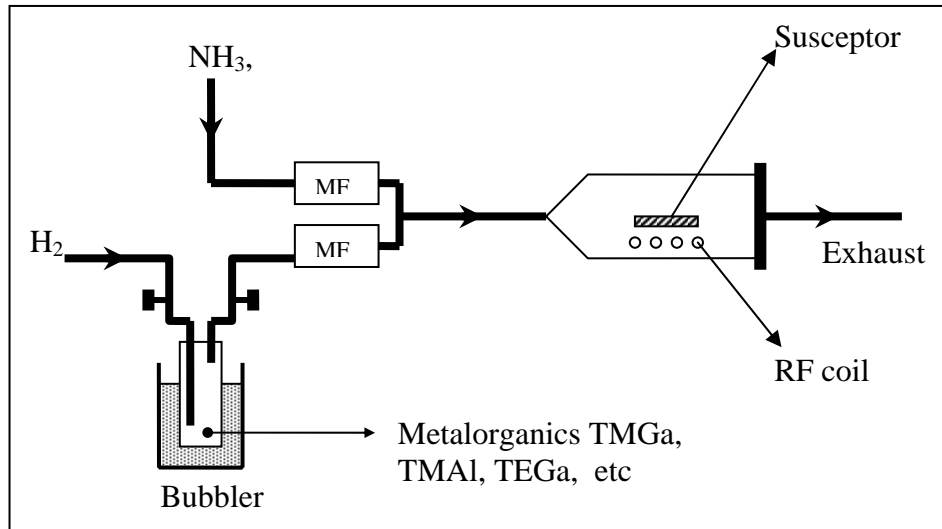 Susceptor
NH₃,
MF
H₂
MF
Exhaust
RF coil
Metalorganics TMGa,
TMAl, TEGa, etc
Bubbler